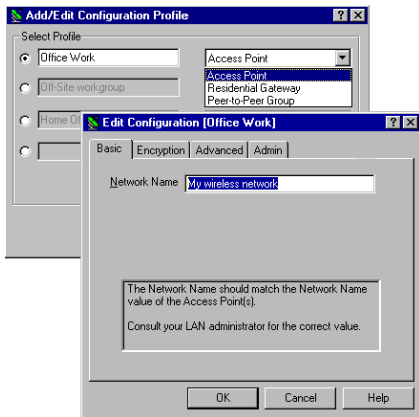 Add/Edit Configuration Profile
Select Profile
Office Work
Access Point
Access Point
Residential Gateway
Peer-to-Peer Group
Off-Site workgroup
Home Of
Edit Configuration [Office Work]
Basic Encryption Advanced Admin
Network Name My wireless network
The Network Name should match the Network Name
value of the Access Point(s).
Consult your LAN administrator for the correct value.
OK Cancel Help